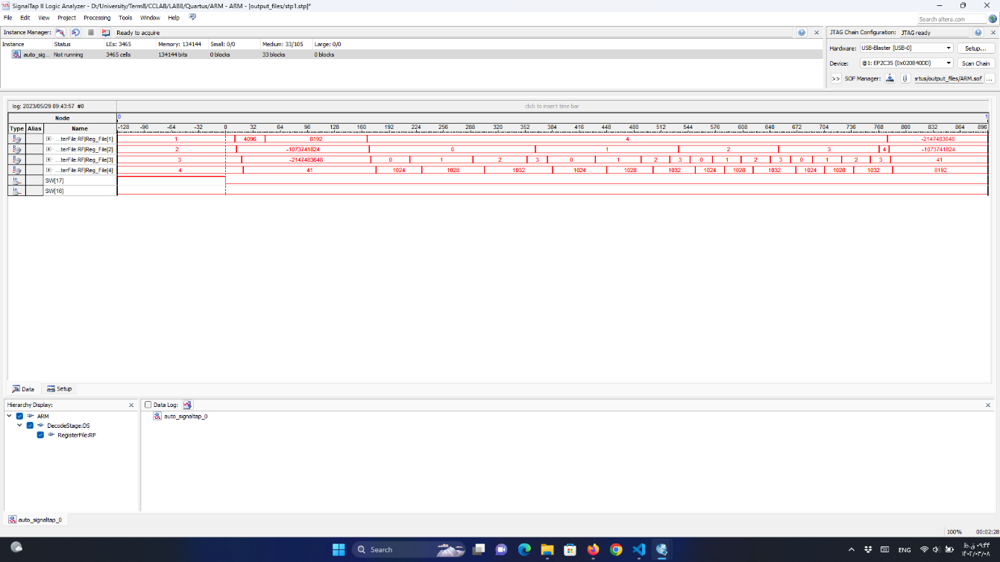 SignalTap II Logic Analyzer - D:/University/Term8/CCLAB/LAB8/Quartus/ARM - ARM - [output_files/stp1.stp]*
File Edit View Project Processing Tools Window Help
Search altera.com
Instance Manager: Ready to acquire
Instance Status LEs: 3465 Memory: 134144 Small: 0/0 Medium: 33/105 Large: 0/0
auto_sig... Not running 3465 cells 134144 bits 0 blocks 33 blocks 0 blocks
JTAG Chain Configuration: JTAG ready
Hardware: USB-Blaster [USB-0] Setup...
Device: @1: EP2C35 (0x020B40DD) Scan Chain
>> SOF Manager: rtus/output_files/ARM.sof ...
log: 2023/05/29 09:43:57 #0 click to insert time bar
Node 0 1
Type Alias Name -128 -96 -64 -32 0 32 64 96 128 160 192 224 256 288 320 352 384 416 448 480 512 544 576 608 640 672 704 736 768 800 832 864 896
...terFile:RF|Reg_File[1] 1 4096 8192 4 -2147483648
...terFile:RF|Reg_File[2] 2 -1073741824 0 1 2 3 4 -1073741824
...terFile:RF|Reg_File[3] 3 -2147483648 0 1 2 3 0 1 2 3 0 1 2 3 0 1 2 3 41
...terFile:RF|Reg_File[4] 4 41 1024 1028 1032 1024 1028 1032 1024 1028 1032 1024 1028 1032 8192
SW[17]
SW[16]
Data Setup
Hierarchy Display:
ARM
DecodeStage:DS
RegisterFile:RF
Data Log:
auto_signaltap_0
auto_signaltap_0
100% 00:02:28
Search
ENG
۰۹:۴۴ ق.ظ
۱۴۰۲/۰۳/۰۸